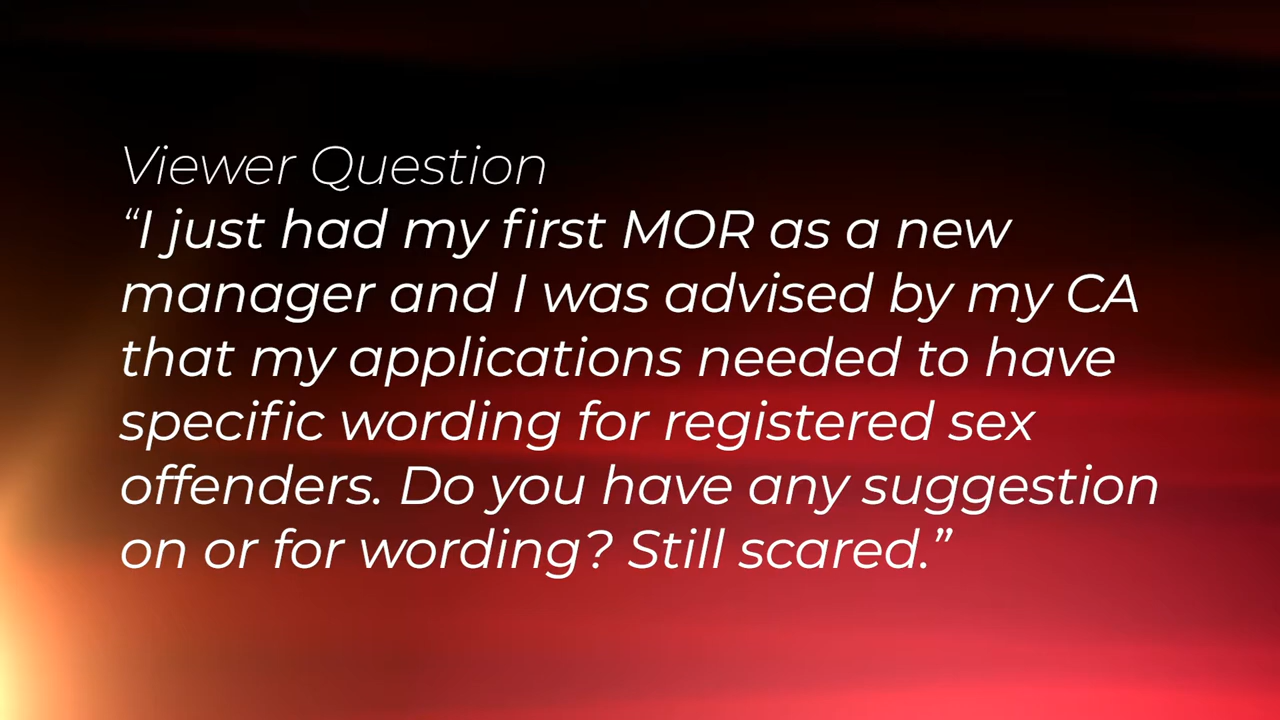 Viewer Question
“I just had my first MOR as a new
manager and I was advised by my CA
that my applications needed to have
specific wording for registered sex
offenders. Do you have any suggestion
on or for wording? Still scared.”